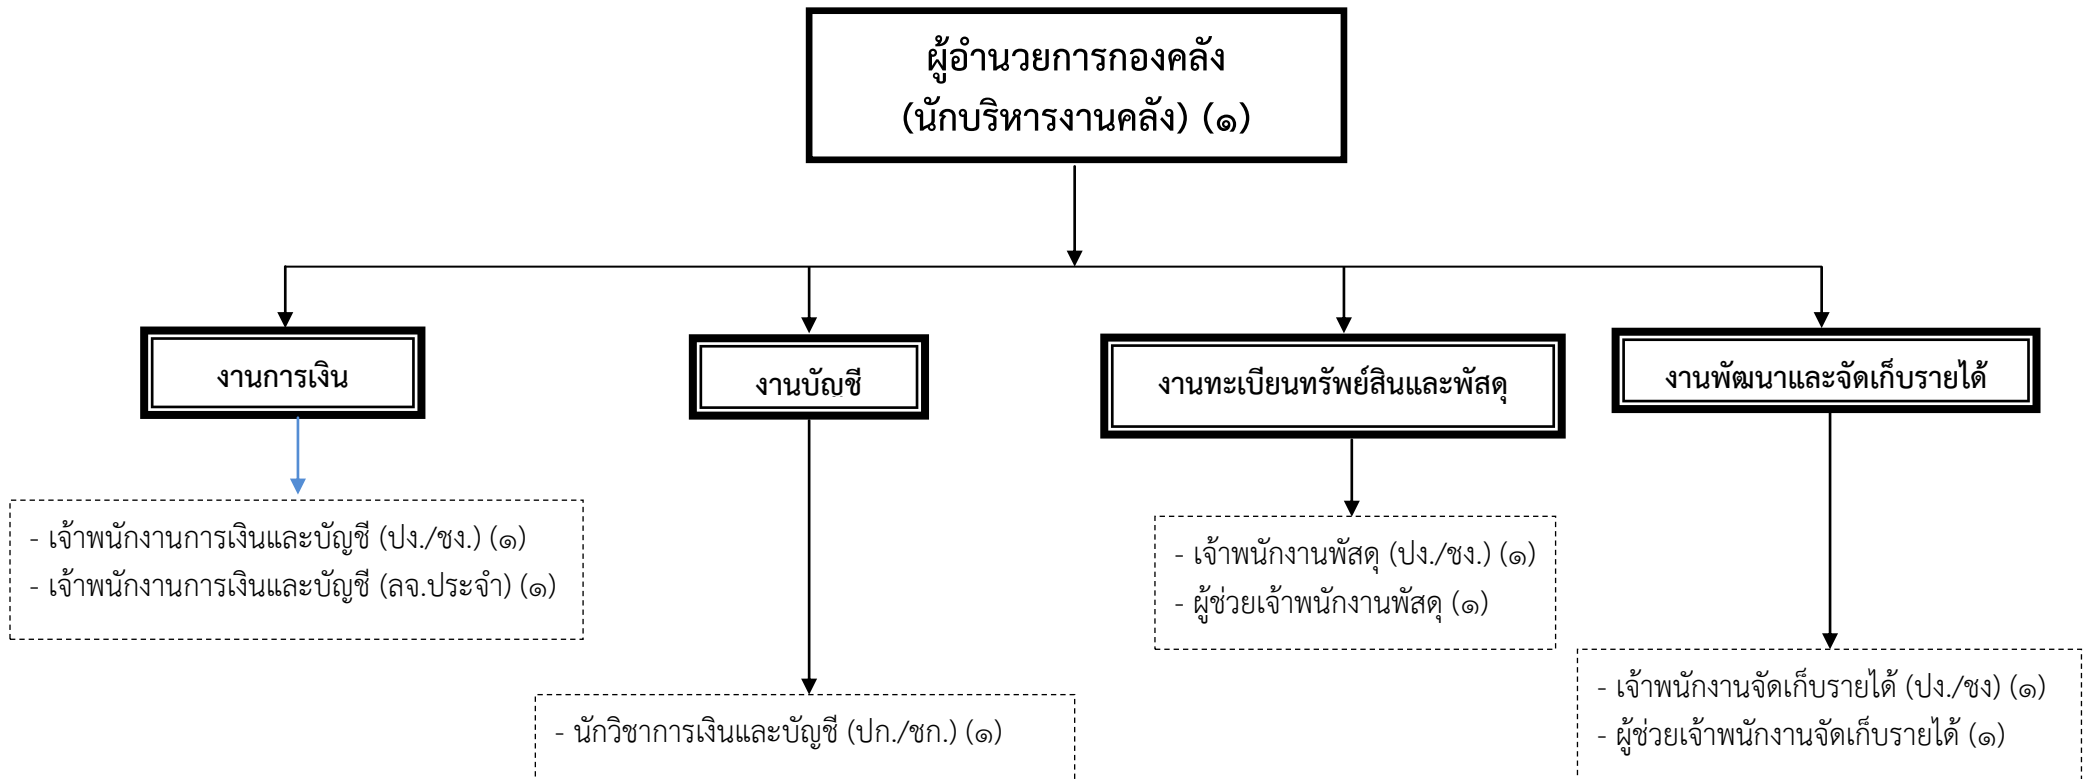 ผู้อำนวยการกองคลัง
(นักบริหารงานคลัง) (๑)
งานการเงิน
งานบัญชี
งานทะเบียนทรัพย์สินและพัสดุ
งานพัฒนาและจัดเก็บรายได้
- เจ้าพนักงานการเงินและบัญชี (ปง./ชง.) (๑)
- เจ้าพนักงานการเงินและบัญชี (ลจ.ประจำ) (๑)
- นักวิชาการเงินและบัญชี (ปก./ชก.) (๑)
- เจ้าพนักงานพัสดุ (ปง./ชง.) (๑)
- ผู้ช่วยเจ้าพนักงานพัสดุ (๑)
- เจ้าพนักงานจัดเก็บรายได้ (ปง./ชง) (๑)
- ผู้ช่วยเจ้าพนักงานจัดเก็บรายได้ (๑)